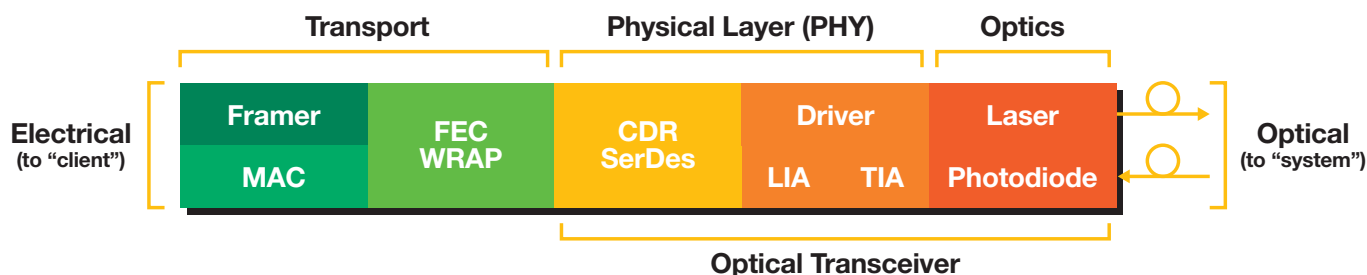 Transport
Physical Layer (PHY)
Optics
Electrical
(to “client”)
Framer
MAC
FEC
WRAP
CDR
SerDes
Driver
LIA
TIA
Laser
Photodiode
Optical
(to “system”)
Optical Transceiver